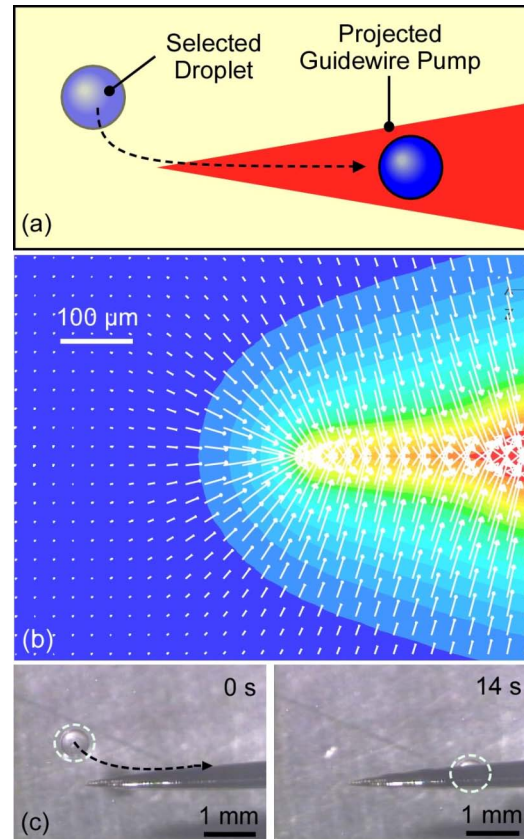 Selected
Droplet
Projected
Guidewire Pump
(a)
100 µm
(b)
0 s
14 s
(c)
1 mm
1 mm